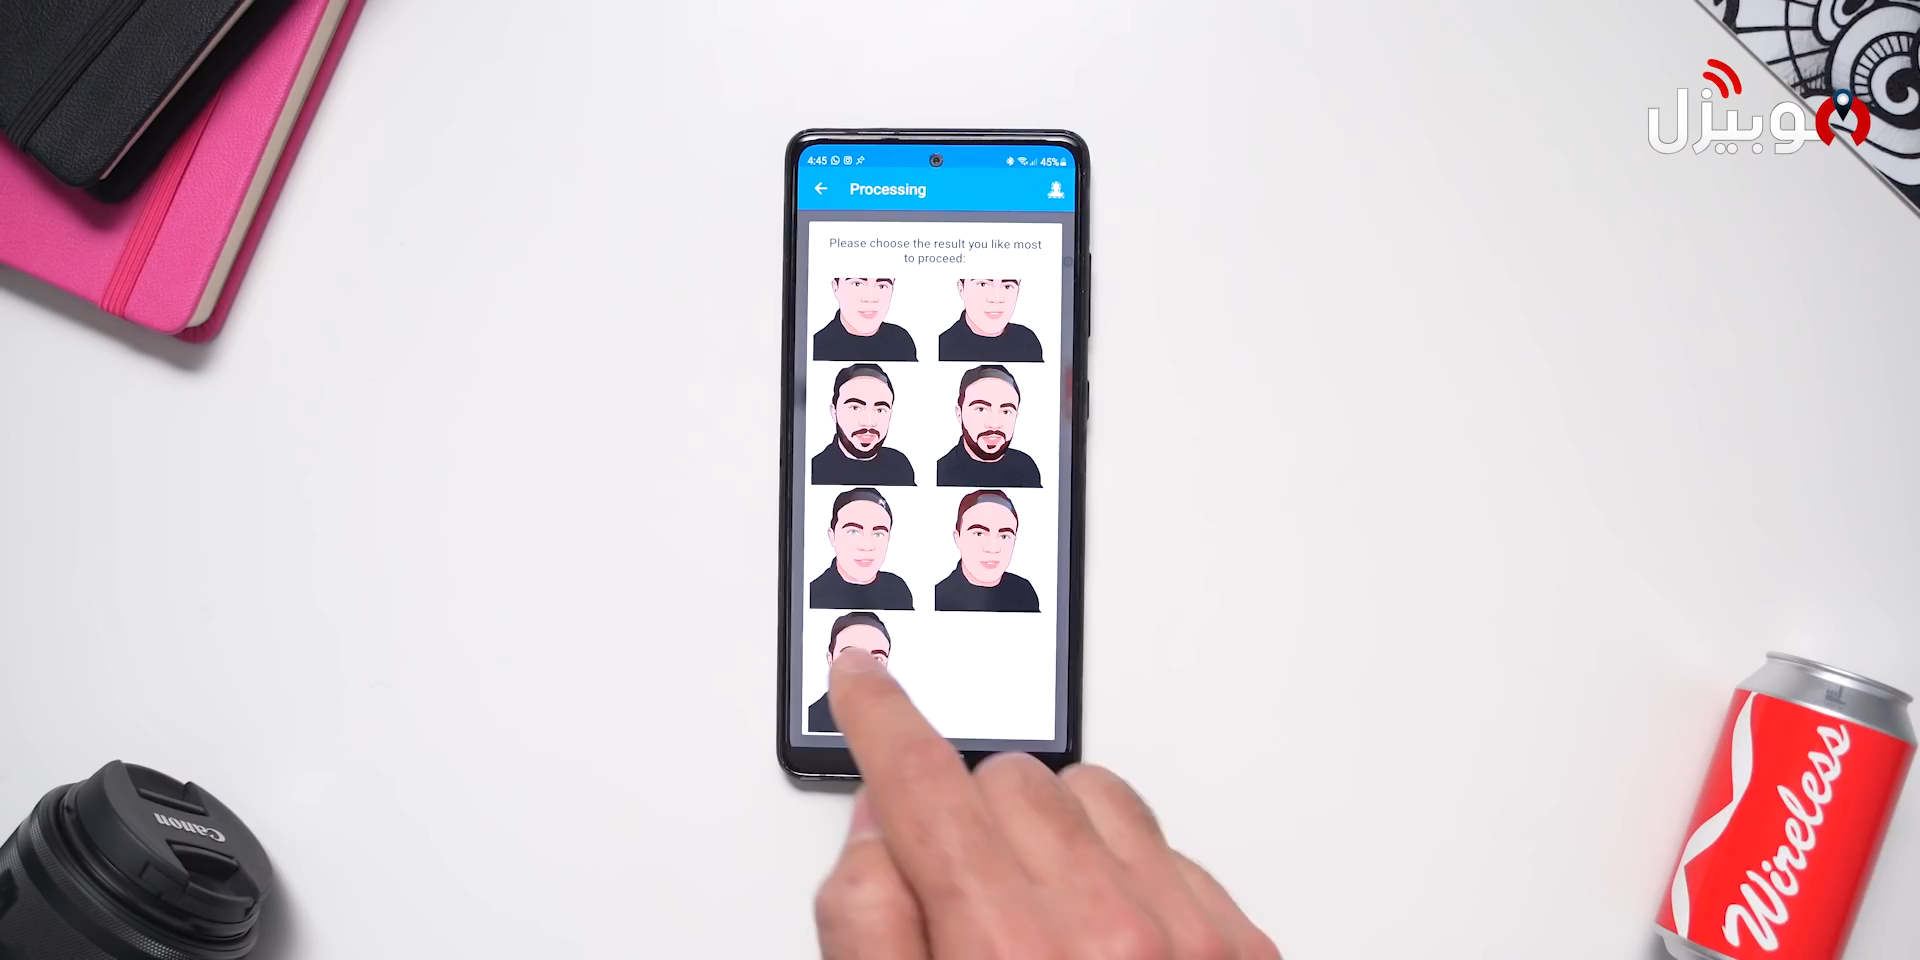 موبيزل
4:45
45%
Processing
Please choose the result you like most
to proceed:
Canon
Wireless